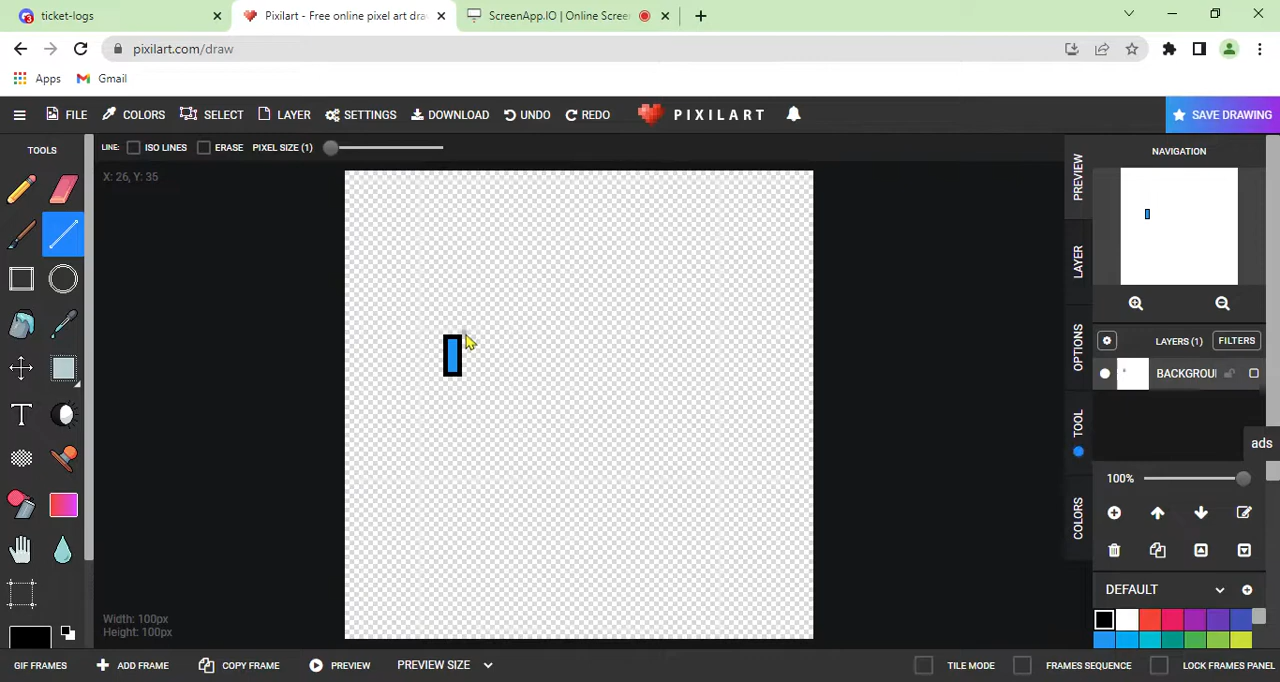 ticket-logs
Pixilart - Free online pixel art dra
ScreenApp.IO | Online Scree
pixilart.com/draw
Apps Gmail
FILE COLORS SELECT LAYER SETTINGS DOWNLOAD UNDO REDO PIXILART SAVE DRAWING
TOOLS
LINE: ISO LINES ERASE PIXEL SIZE (1)
X: 26, Y: 35
PREVIEW
LAYER
OPTIONS
TOOL
COLORS
NAVIGATION
LAYERS (1) FILTERS
BACKGROU
ads
100%
DEFAULT
T
Width: 100px
Height: 100px
GIF FRAMES ADD FRAME COPY FRAME PREVIEW PREVIEW SIZE TILE MODE FRAMES SEQUENCE LOCK FRAMES PANEL